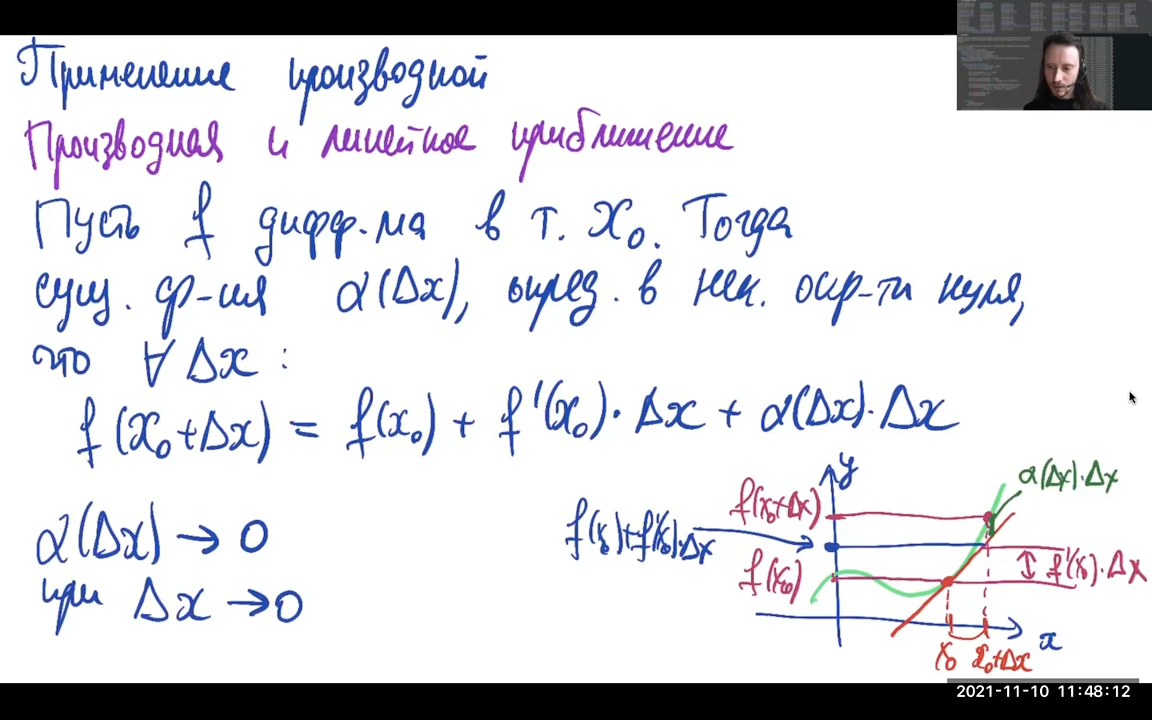 Применение производной
Производная и линейное приближение
Пусть f дифф-ма в т. x₀. Тогда
сущ. ф-ия α(Δx), опред. в нек. окр-ти нуля,
что ∀ Δx :
f(x₀+Δx) = f(x₀) + f'(x₀)·Δx + α(Δx)·Δx
α(Δx) → 0
при Δx → 0
y
α(Δx)·Δx
f(x₀+Δx)
f(x₀)+f'(x₀)·Δx
f(x₀)
f'(x₀)·Δx
x
x₀ x₀+Δx
2021-11-10 11:48:12